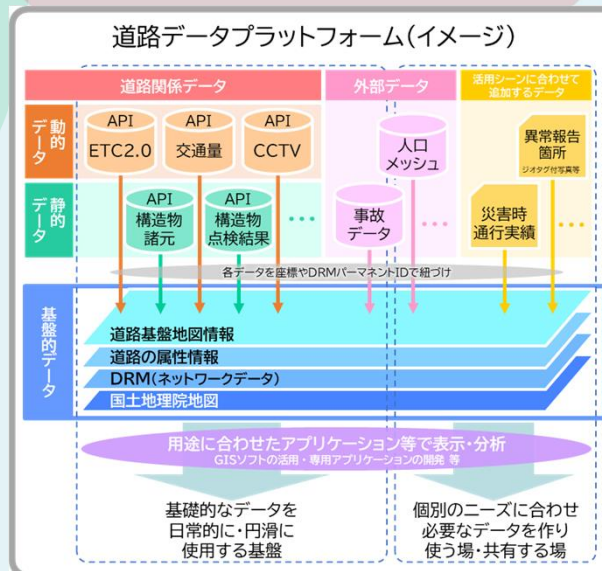 道路データプラットフォーム(イメージ)
道路関係データ
外部データ
活用シーンに合わせて
追加するデータ
動的
データ
API
ETC2.0
API
交通量
API
CCTV
人口
メッシュ
異常報告
箇所
ジオタグ付写真等
静的
データ
API
構造物
諸元
API
構造物
点検結果
・・・
事故
データ
・・・
災害時
通行実績
・・・
各データを座標やDRMパーマネントIDで紐づけ
基盤的データ
道路基盤地図情報
道路の属性情報
DRM(ネットワークデータ)
国土地理院地図
用途に合わせたアプリケーション等で表示・分析
GISソフトの活用・専用アプリケーションの開発 等
基礎的なデータを
日常的に・円滑に
使用する基盤
個別のニーズに合わせ
必要なデータを作り
使う場・共有する場